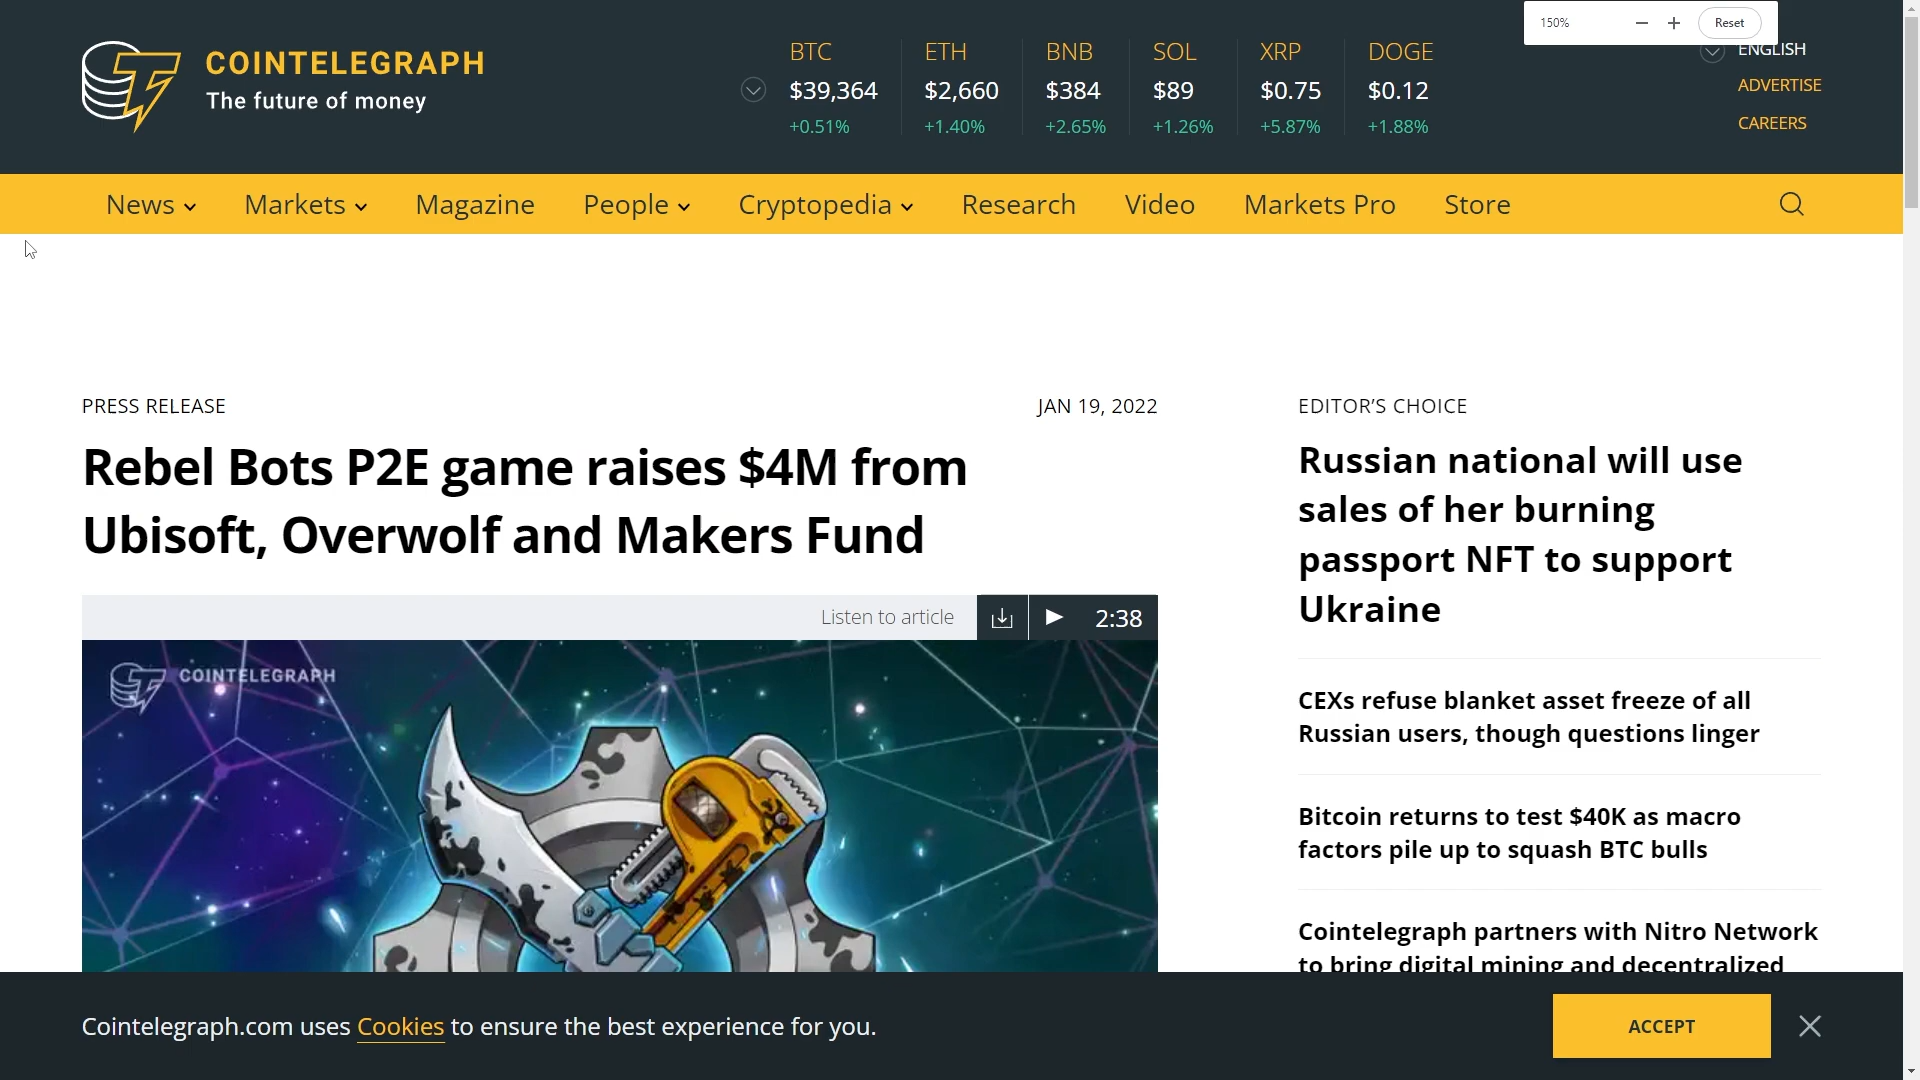 150%
Reset
COINTELEGRAPH
The future of money
BTC
$39,364
+0.51%
ETH
$2,660
+1.40%
BNB
$384
+2.65%
SOL
$89
+1.26%
XRP
$0.75
+5.87%
DOGE
$0.12
+1.88%
ENGLISH
ADVERTISE
CAREERS
News Markets Magazine People Cryptopedia Research Video Markets Pro Store
PRESS RELEASE
JAN 19, 2022
Rebel Bots P2E game raises $4M from
Ubisoft, Overwolf and Makers Fund
Listen to article
2:38
COINTELEGRAPH
EDITOR’S CHOICE
Russian national will use
sales of her burning
passport NFT to support
Ukraine
CEXs refuse blanket asset freeze of all
Russian users, though questions linger
Bitcoin returns to test $40K as macro
factors pile up to squash BTC bulls
Cointelegraph partners with Nitro Network
to bring digital mining and decentralized
Cointelegraph.com uses Cookies to ensure the best experience for you.
ACCEPT